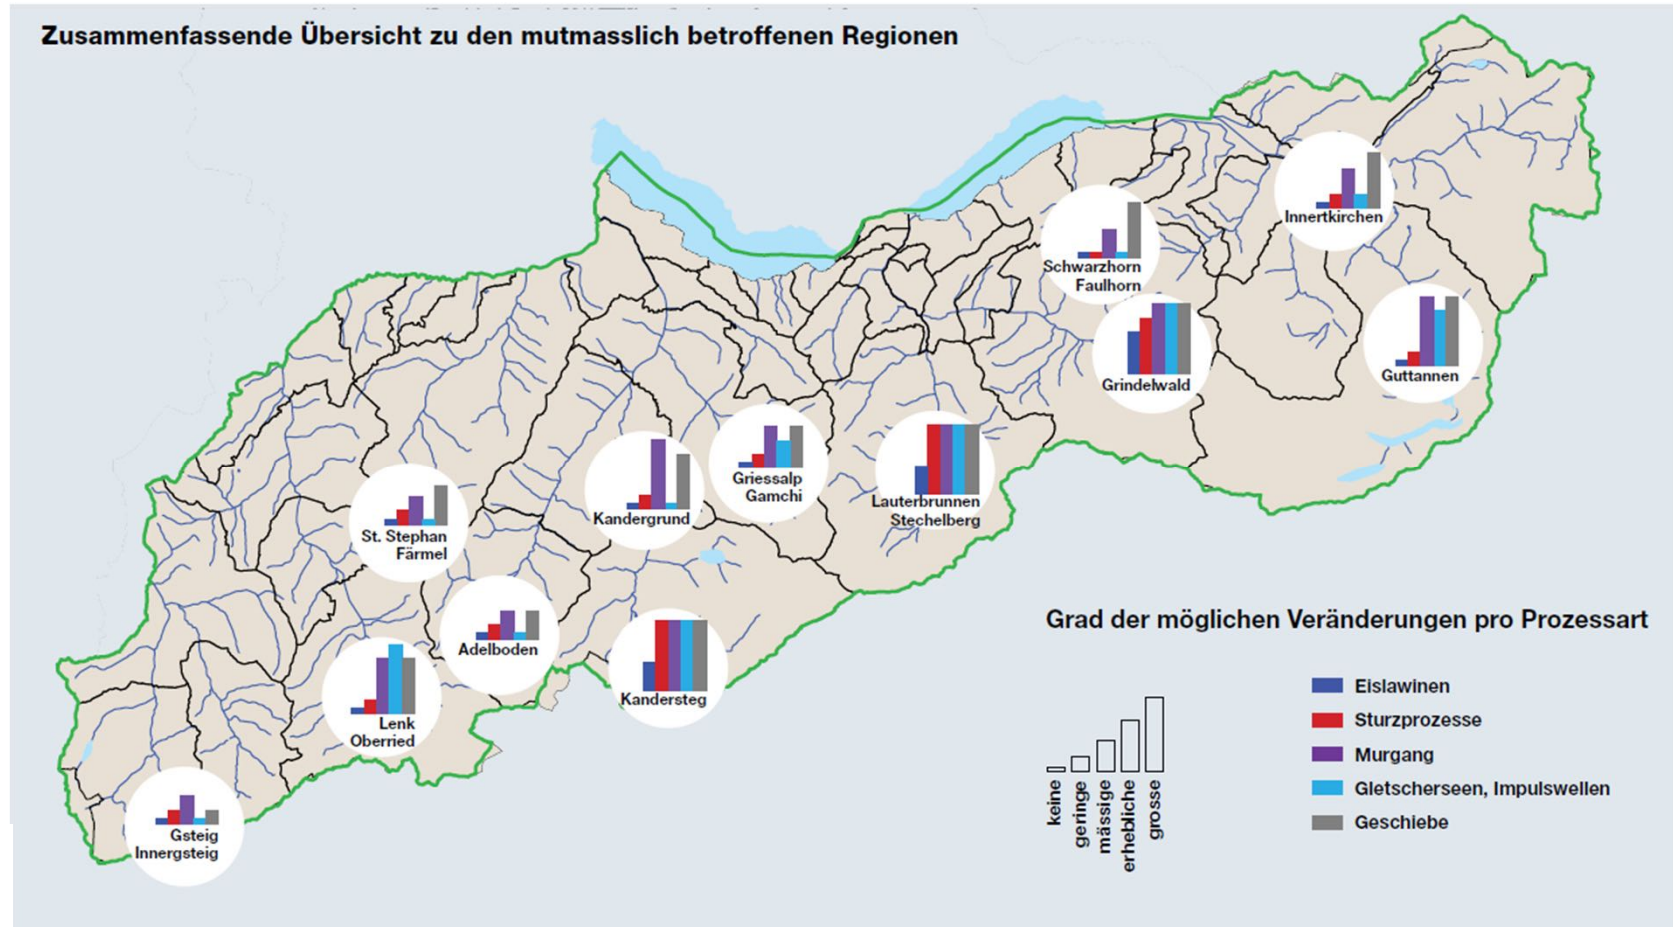 Zusammenfassende Übersicht zu den mutmasslich betroffenen Regionen
Innertkirchen
Schwarzhorn
Faulhorn
Guttannen
Grindelwald
Griessalp
Gamchi
Lauterbrunnen
Stechelberg
Kandergrund
St. Stephan
Färmel
Adelboden
Kandersteg
Lenk
Oberried
Gsteig
Innergsteig
Grad der möglichen Veränderungen pro Prozessart
keine
geringe
mässige
erhebliche
grosse
Eislawinen
Sturzprozesse
Murgang
Gletscherseen, Impulswellen
Geschiebe